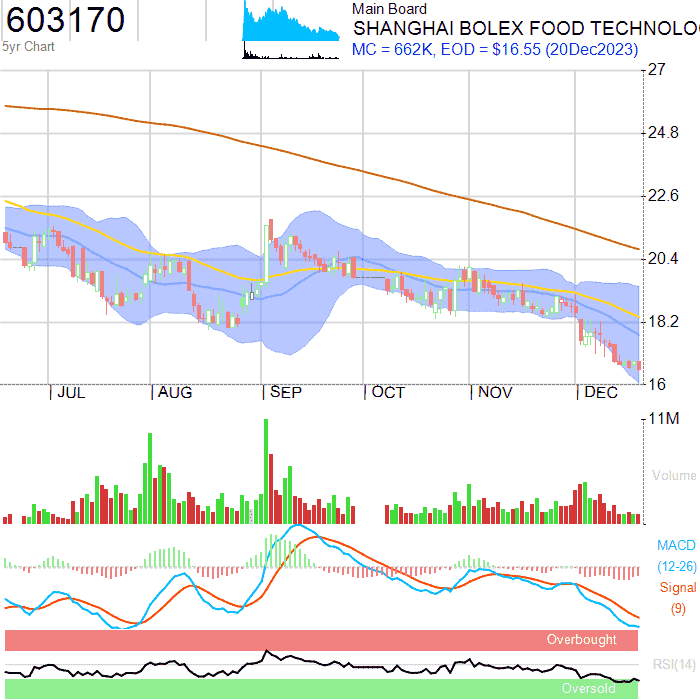 603170
5yr Chart
Main Board
SHANGHAI BOLEX FOOD TECHNOLO
MC = 662K, EOD = $16.55 (20Dec2023)
27
24.8
22.6
20.4
18.2
16
JUL AUG SEP OCT NOV DEC
11M
Volume
MACD
(12-26)
Signal
(9)
Overbought
RSI(14)
Oversold